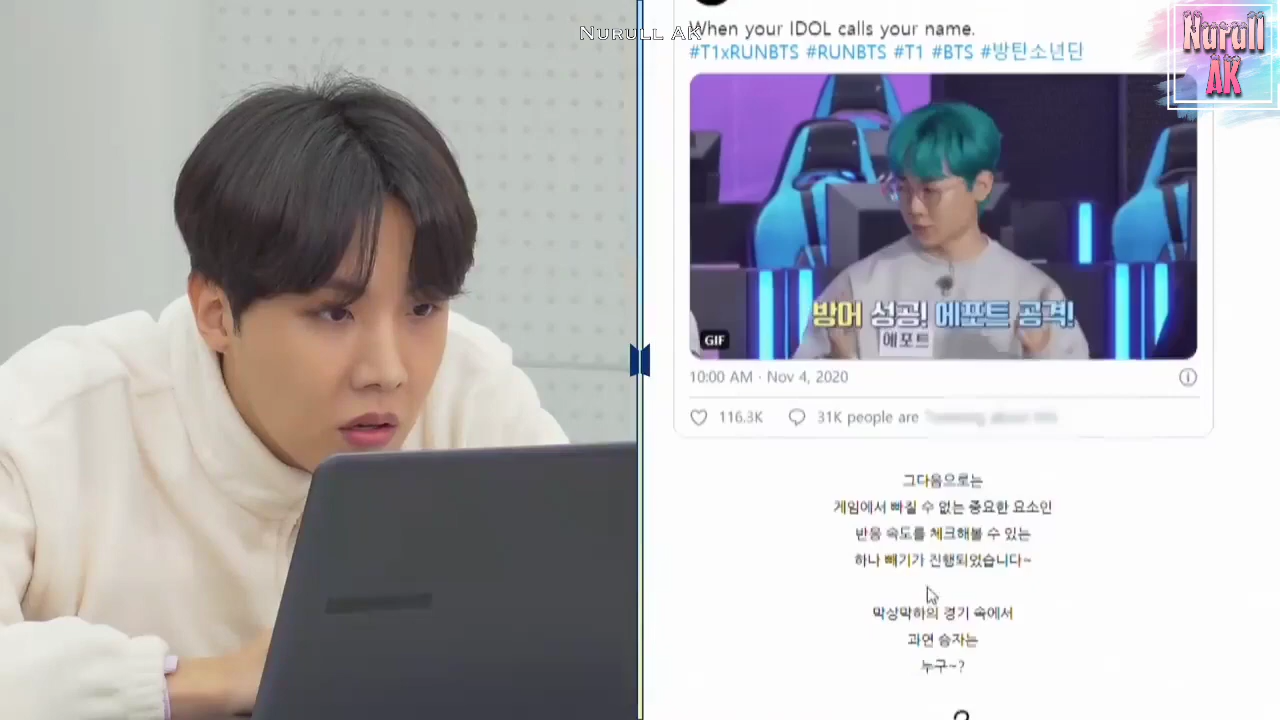 NURULL AK
Nurull
AK
When your IDOL calls your name.
#T1xRUNBTS #RUNBTS #T1 #BTS #방탄소년단
방어 성공! 에포트 공격!
에포트
GIF
10:00 AM · Nov 4, 2020
116.3K
31K people are
그다음으로는
게임에서 빠질 수 없는 중요한 요소인
반응 속도를 체크해볼 수 있는
하나 빼기가 진행되었습니다~
막상막하의 경기 속에서
과연 승자는
누구~?